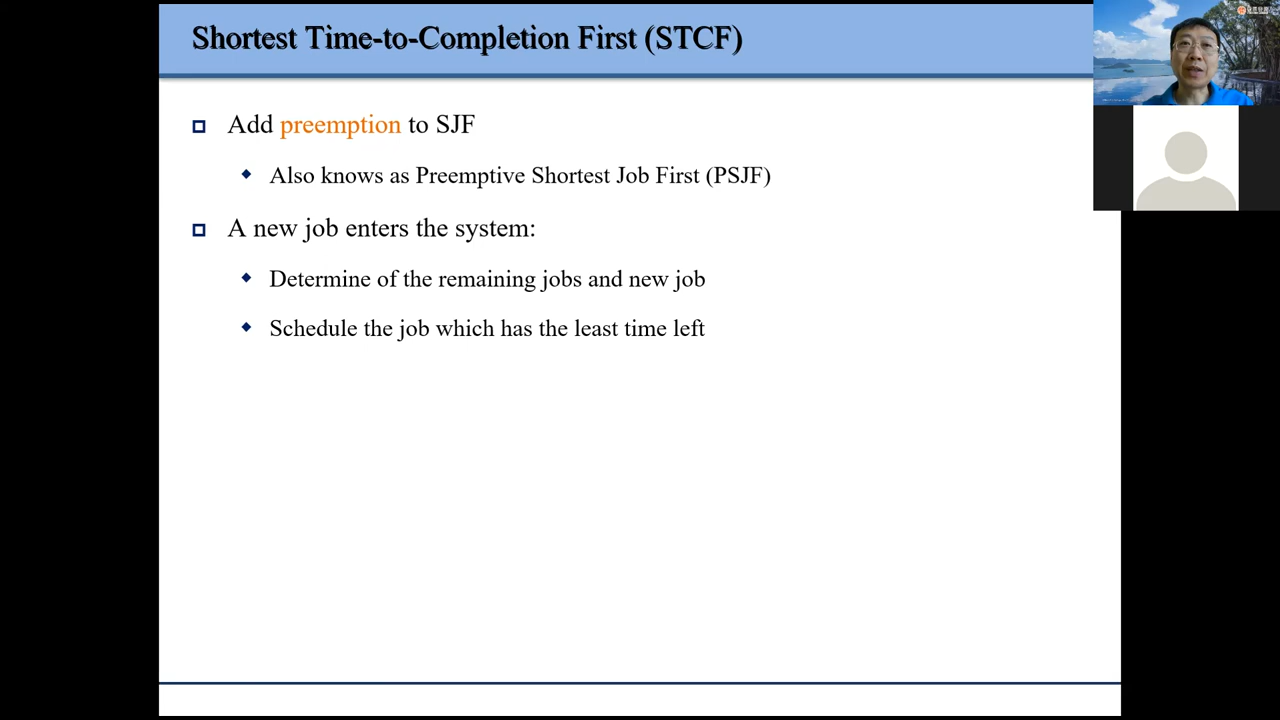 Shortest Time-to-Completion First (STCF)
Add preemption to SJF
Also knows as Preemptive Shortest Job First (PSJF)
A new job enters the system:
Determine of the remaining jobs and new job
Schedule the job which has the least time left